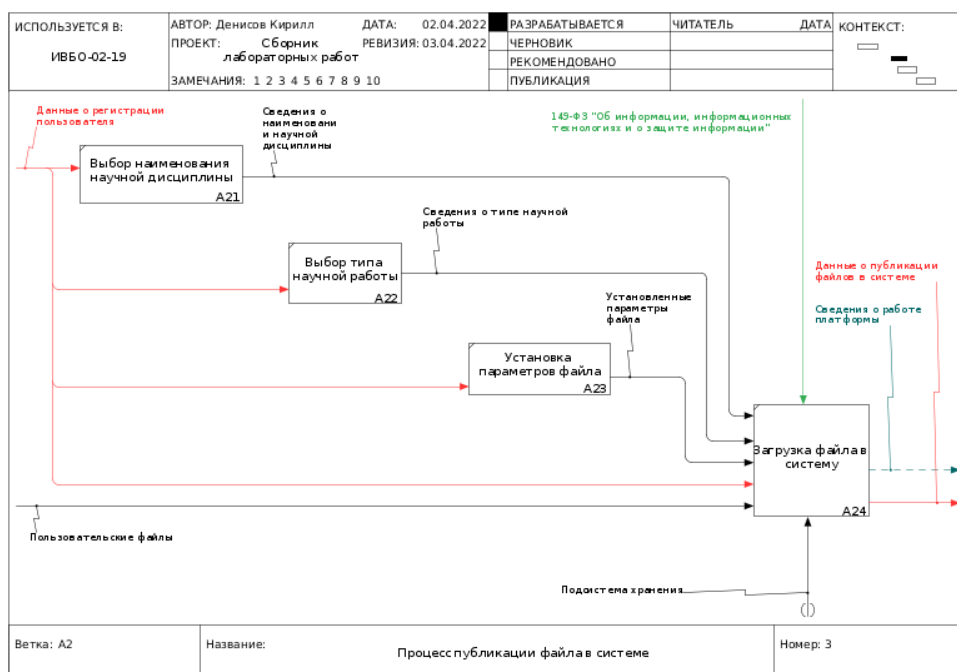 ИСПОЛЬЗУЕТСЯ В:
ИВБО-02-19
АВТОР: Денисов Кирилл
ДАТА: 02.04.2022
ПРОЕКТ: Сборник
лабораторных работ
РЕВИЗИЯ: 03.04.2022
ЗАМЕЧАНИЯ: 1 2 3 4 5 6 7 8 9 10
РАЗРАБАТЫВАЕТСЯ
ЧЕРНОВИК
РЕКОМЕНДОВАНО
ПУБЛИКАЦИЯ
ЧИТАТЕЛЬ
ДАТА
КОНТЕКСТ:
Данные о регистрации
пользователя
Сведения о
наименовани
и научной
дисциплины
149-ФЗ "Об информации, информационных
технологиях и о защите информации"
Выбор наименования
научной дисциплины
A21
Сведения о типе научной
работы
Выбор типа
научной работы
A22
Данные о публикации
файлов в системе
Установленные
параметры
файла
Сведения о работе
платформы
Установка
параметров файла
A23
Загрузка файла в
систему
A24
Пользовательские файлы
Подсистема хранения
()
Ветка: A2
Название:
Процесс публикации файла в системе
Номер: 3